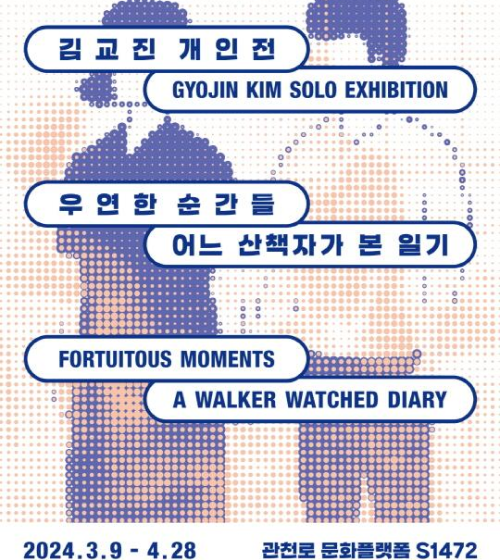 김교진 개인전
GYOJIN KIM SOLO EXHIBITION
우연한 순간들
어느 산책자가 본 일기
FORTUITOUS MOMENTS
A WALKER WATCHED DIARY
2024.3.9 - 4.28 관천로 문화플랫폼 S1472